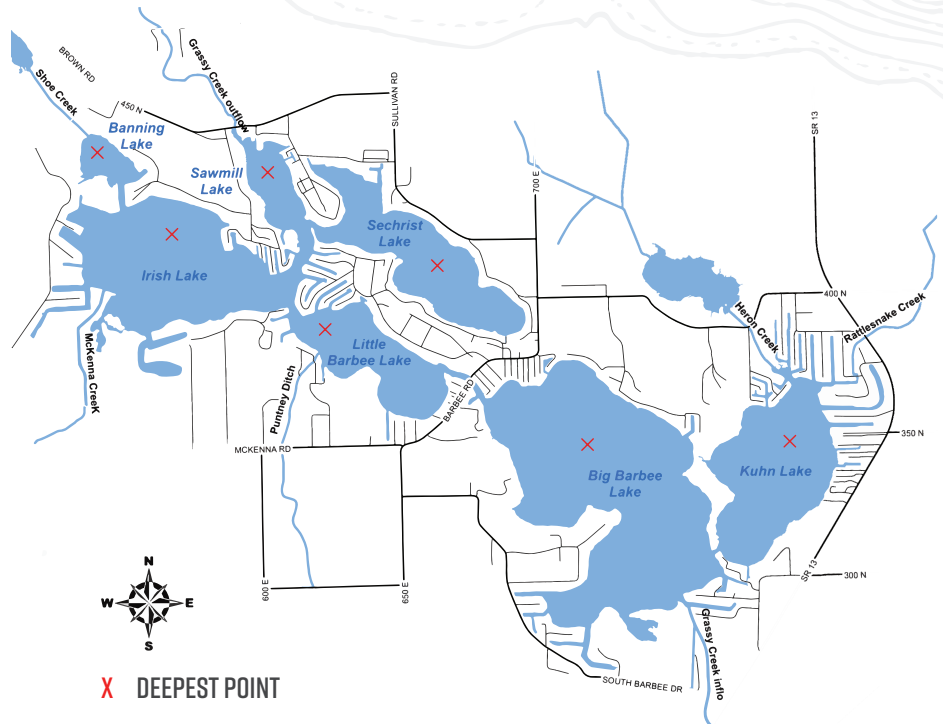 BROWN RD
Shoe Creek
Grassy Creek outflow
450 N
SULLIVAN RD
SR 13
Banning
Lake
Sawmill
Lake
700 E
Sechrist
Lake
Irish Lake
400 N
Heron Creek
Rattlesnake Creek
McKenna CreeK
Little
Barbee Lake
Puntney Ditch
BARBEE RD
350 N
MCKENNA RD
Big Barbee
Lake
Kuhn Lake
SR 13
300 N
600 E
650 E
N
W
E
S
Grassy Creek inflo
SOUTH BARBEE DR
X DEEPEST POINT